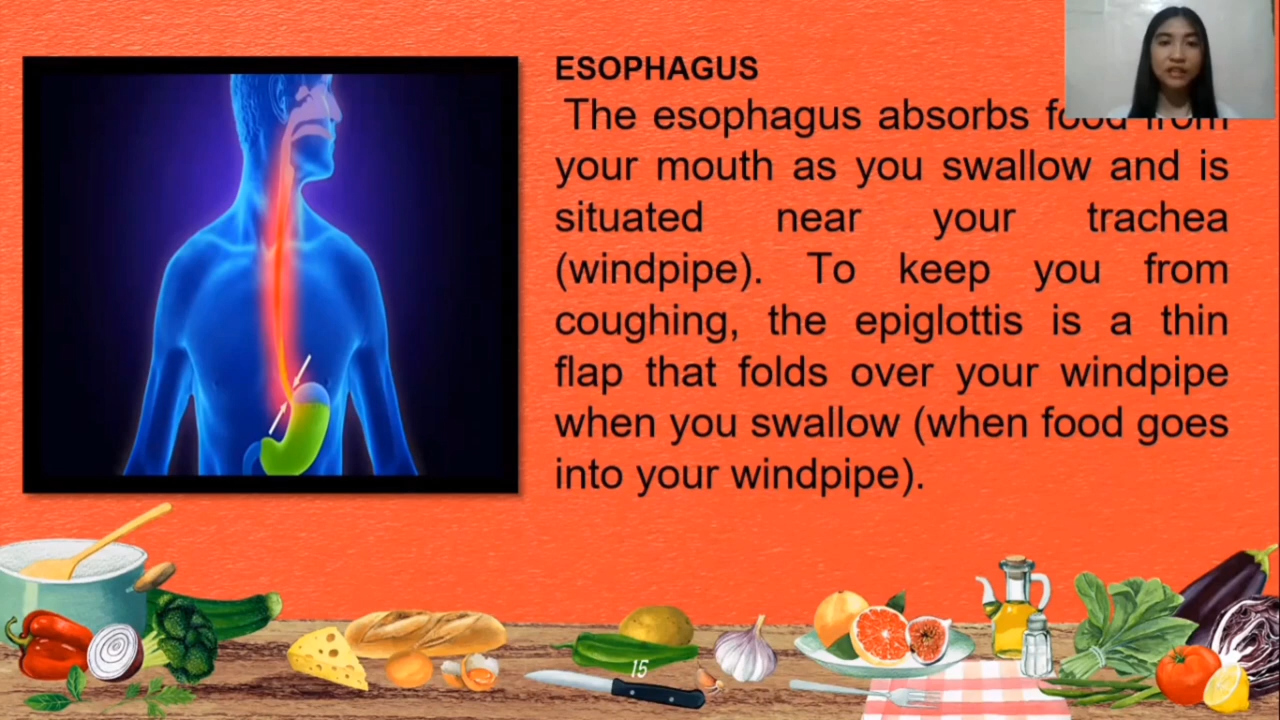 ESOPHAGUS
The esophagus absorbs food from
your mouth as you swallow and is
situated near your trachea
(windpipe). To keep you from
coughing, the epiglottis is a thin
flap that folds over your windpipe
when you swallow (when food goes
into your windpipe).
15